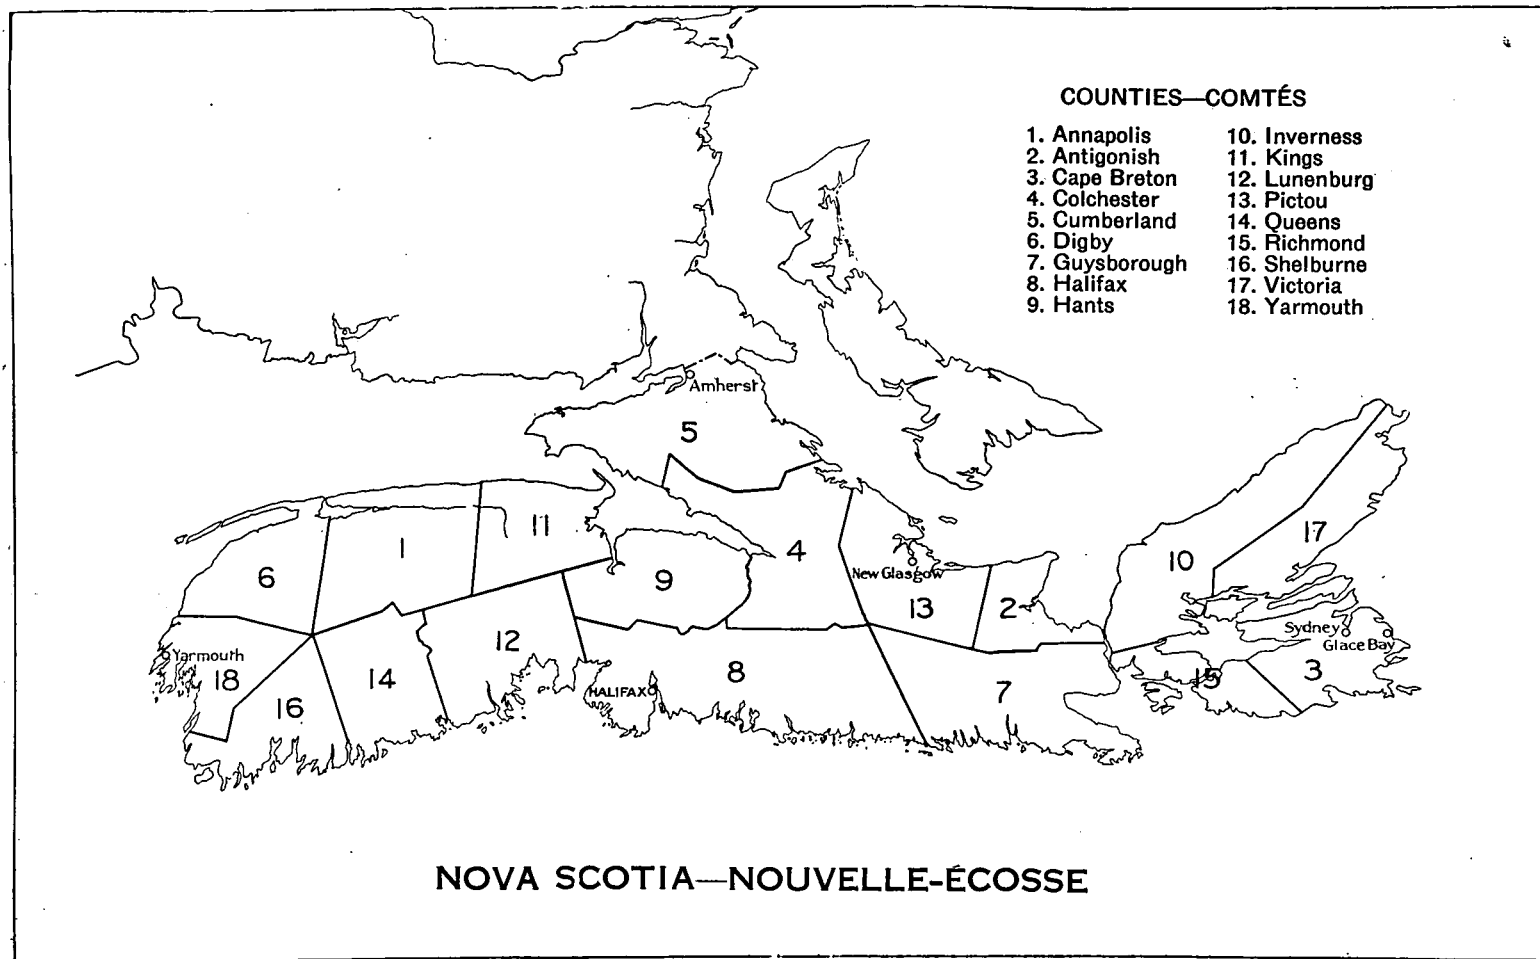 COUNTIES—COMTÉS
1. Annapolis
2. Antigonish
3. Cape Breton
4. Colchester
5. Cumberland
6. Digby
7. Guysborough
8. Halifax
9. Hants
10. Inverness
11. Kings
12. Lunenburg
13. Pictou
14. Queens
15. Richmond
16. Shelburne
17. Victoria
18. Yarmouth
Amherst
5
11
17
1
4
10
6
New Glasgow
9
13
2
Sydney
Glace Bay
12
Yarmouth
18
14
8
3
15
HALIFAX
7
16
NOVA SCOTIA—NOUVELLE-ÉCOSSE